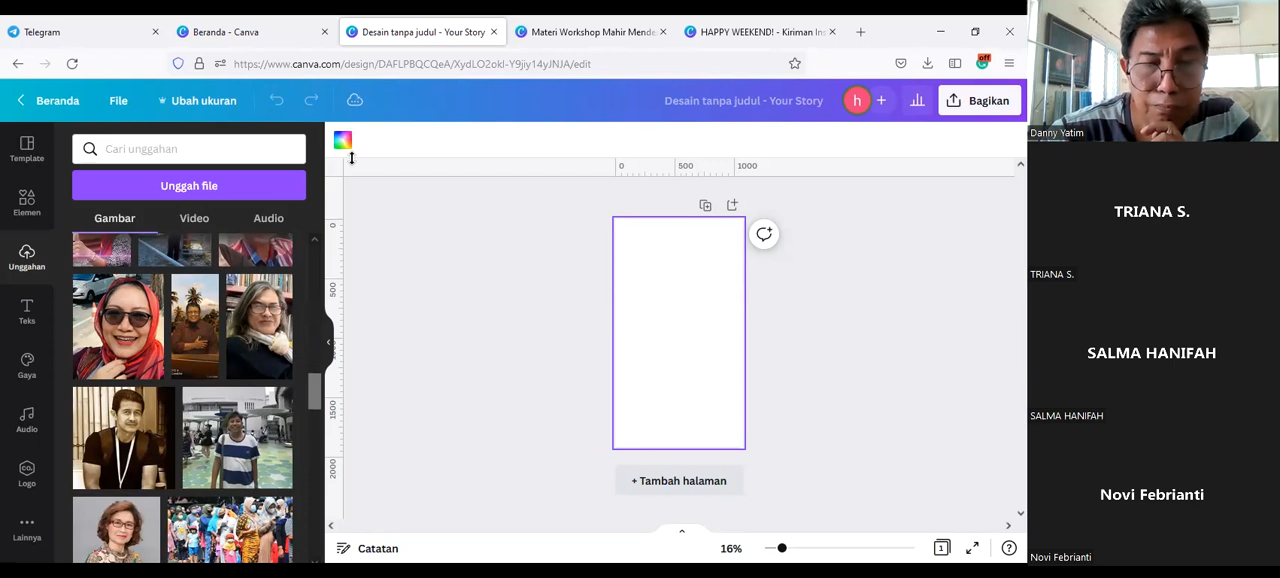 Telegram
Beranda - Canva
Desain tanpa judul - Your Story
Materi Workshop Mahir Mende
HAPPY WEEKEND! - Kiriman In
https://www.canva.com/design/DAFLPBQCQeA/XydLO2okl-Y9jiy14yJNJA/edit
off
Beranda
File
Ubah ukuran
Desain tanpa judul - Your Story
h
Bagikan
Template
Elemen
Unggahan
Teks
Gaya
Audio
Logo
Lainnya
Cari unggahan
Unggah file
Gambar
Video
Audio
0
500
1000
0
500
1500
2000
+ Tambah halaman
Catatan
16%
1
Danny Yatim
TRIANA S.
TRIANA S.
SALMA HANIFAH
SALMA HANIFAH
Novi Febrianti
Novi Febrianti